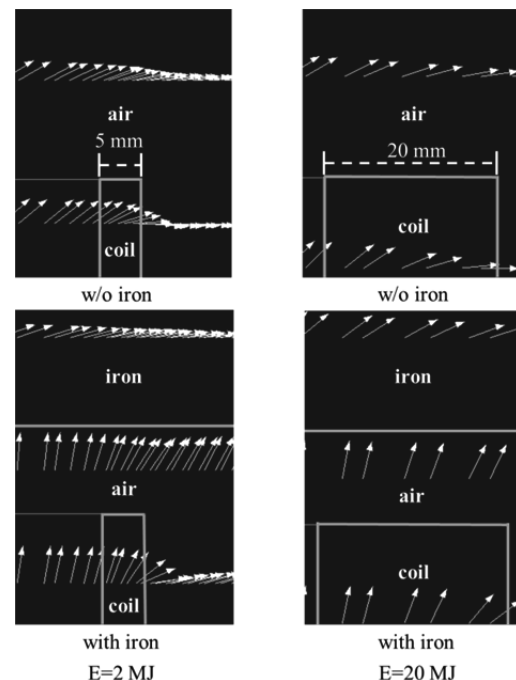 air
5 mm
coil
w/o iron
air
20 mm
coil
w/o iron
iron
air
coil
with iron
E=2 MJ
iron
air
coil
with iron
E=20 MJ